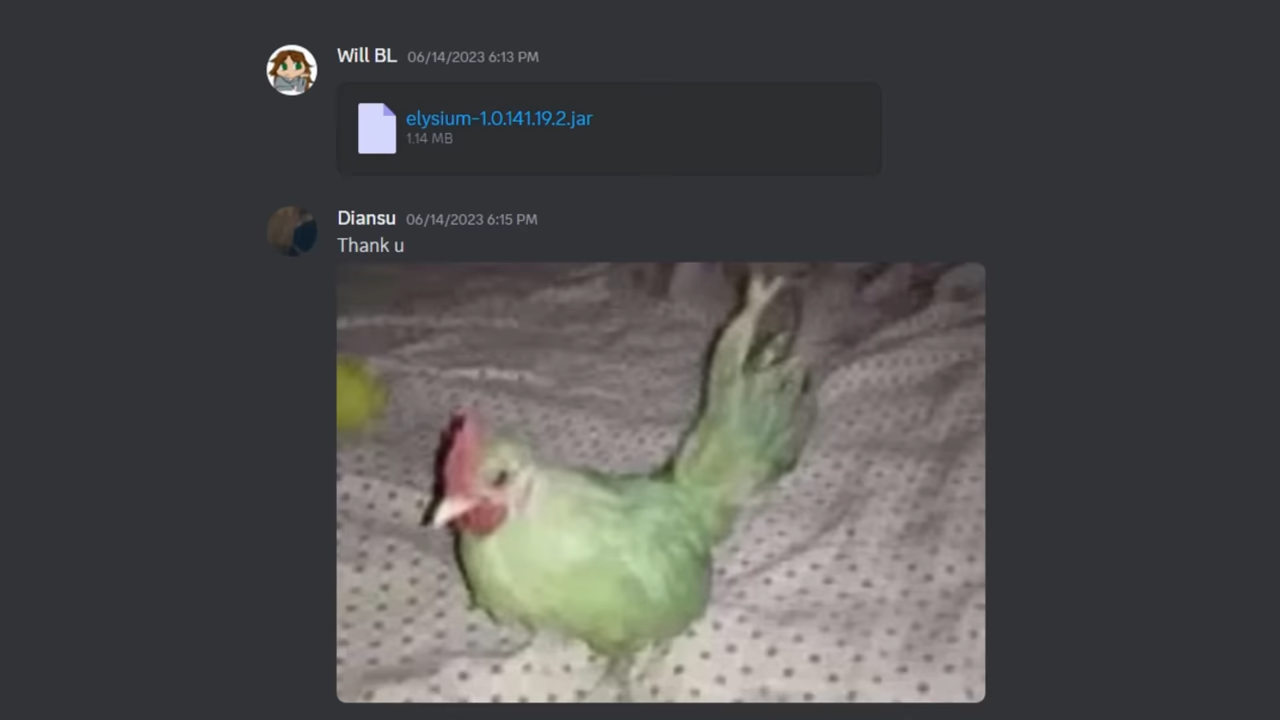 Will BL 06/14/2023 6:13 PM
elysium-1.0.141.19.2.jar
1.14 MB
Diansu 06/14/2023 6:15 PM
Thank u